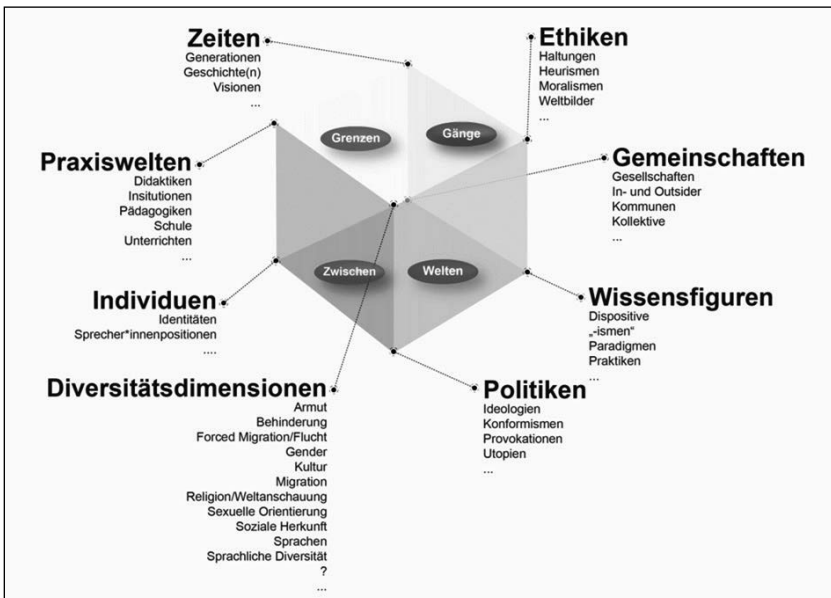 Zeiten
Generationen
Geschichte(n)
Visionen
...
Ethiken
Haltungen
Heurismen
Moralismen
Weltbilder
...
Grenzen
Gänge
Praxiswelten
Didaktiken
Insitutionen
Pädagogiken
Schule
Unterrichten
...
Gemeinschaften
Gesellschaften
In- und Outsider
Kommunen
Kollektive
...
Zwischen
Welten
Individuen
Identitäten
Sprecher*innenpositionen
....
Wissensfiguren
Dispositive
„-ismen“
Paradigmen
Praktiken
...
Diversitätsdimensionen
Armut
Behinderung
Forced Migration/Flucht
Gender
Kultur
Migration
Religion/Weltanschauung
Sexuelle Orientierung
Soziale Herkunft
Sprachen
Sprachliche Diversität
?
...
Politiken
Ideologien
Konformismen
Provokationen
Utopien
...